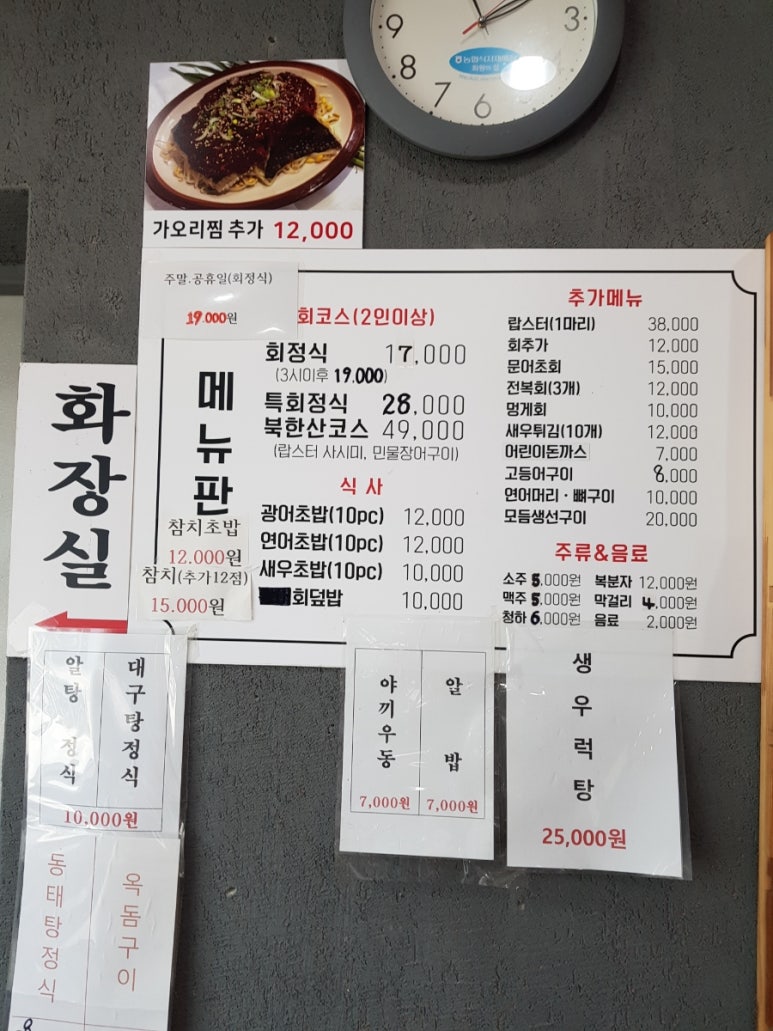 9
8
7
6
5
4
3
가오리찜 추가 12,000
주말.공휴일(회정식)
19.000원
메뉴판
회코스(2인이상)
회정식 17,000
(3시이후 19.000)
특회정식 28,000
북한산코스 49,000
(랍스터 사시미, 민물장어구이)
식 사
광어초밥(10pc) 12,000
연어초밥(10pc) 12,000
새우초밥(10pc) 10,000
회덮밥 10,000
참치초밥
12.000원
참치(추가12점)
15.000원
추가메뉴
랍스터(1마리) 38,000
회추가 12,000
문어초회 15,000
전복회(3개) 12,000
멍게회 10,000
새우튀김(10개) 12,000
어린이돈까스 7,000
고등어구이 8,000
연어머리·뼈구이 10,000
모듬생선구이 20,000
주류&음료
소주 5,000원 복분자 12,000원
맥주 5,000원 막걸리 4,000원
청하 6,000원 음료 2,000원
화장실
알탕 정식
대구탕정식
10,000원
동태탕정식
옥돔구이
야끼우동
7,000원
알 밥
7,000원
생우럭탕
25,000원